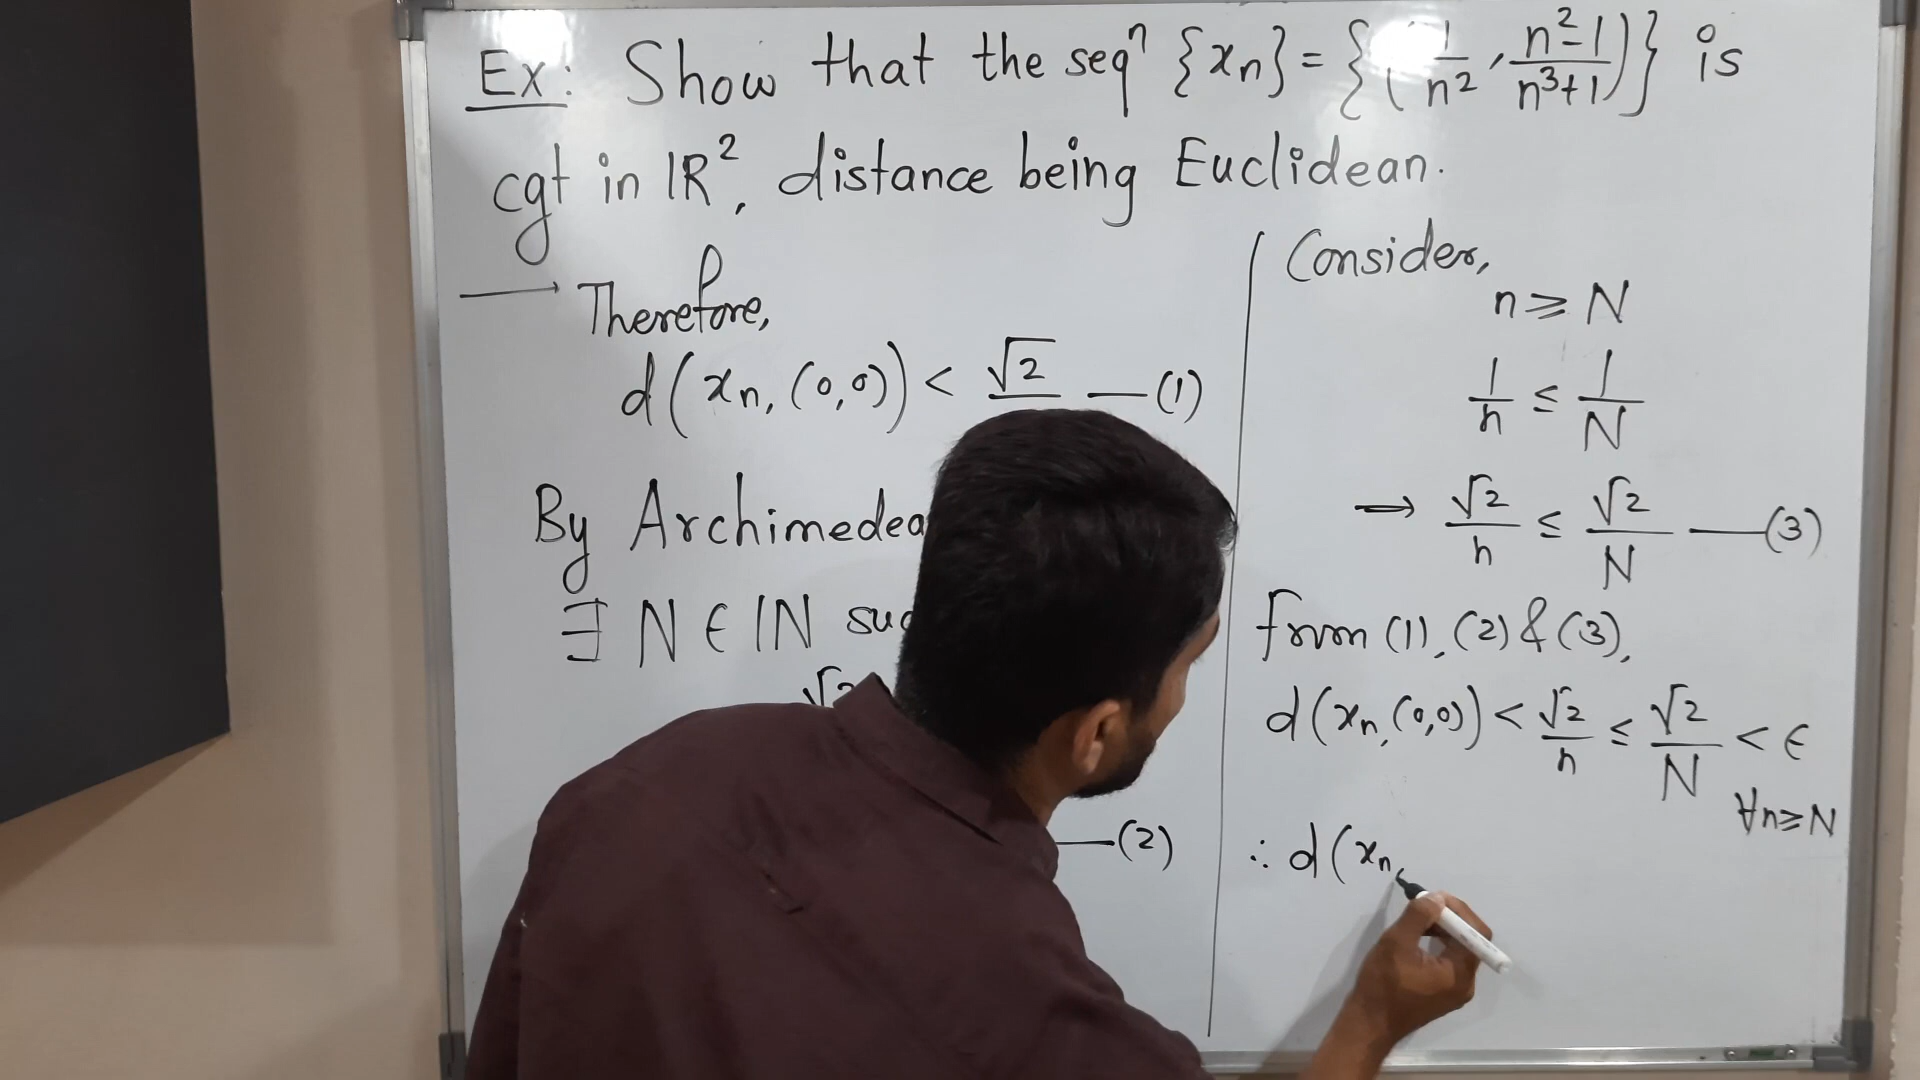 Ex: Show that the seqⁿ {xₙ} = {(1/n², n²-1/n³+1)} is
cgt in ℝ², distance being Euclidean.
→ Therefore,
d(xₙ, (0,0)) < √2 —(1)
By
∃ N ∈ ℕ
—(2)
Consider,
n ≥ N
1/n ≤ 1/N
⇒ √2/n ≤ √2/N —(3)
from (1), (2) & (3),
d(xₙ, (0,0)) < √2/n ≤ √2/N < ϵ
∀n≥N
∴ d(xₙ,